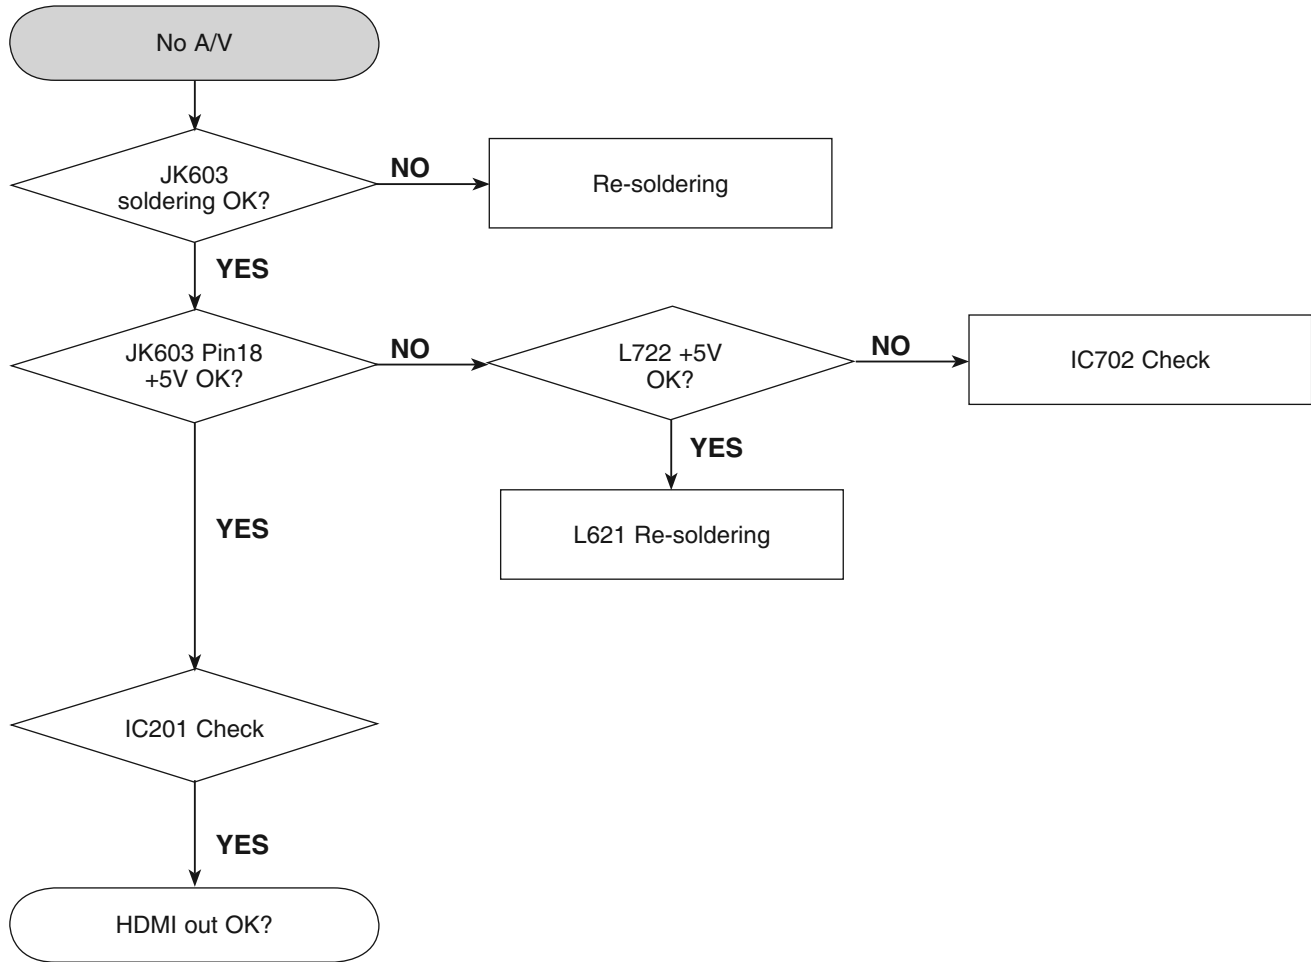 No A/V
JK603
soldering OK?
NO
Re-soldering
YES
JK603 Pin18
+5V OK?
NO
L722 +5V
OK?
NO
IC702 Check
YES
L621 Re-soldering
YES
IC201 Check
YES
HDMI out OK?